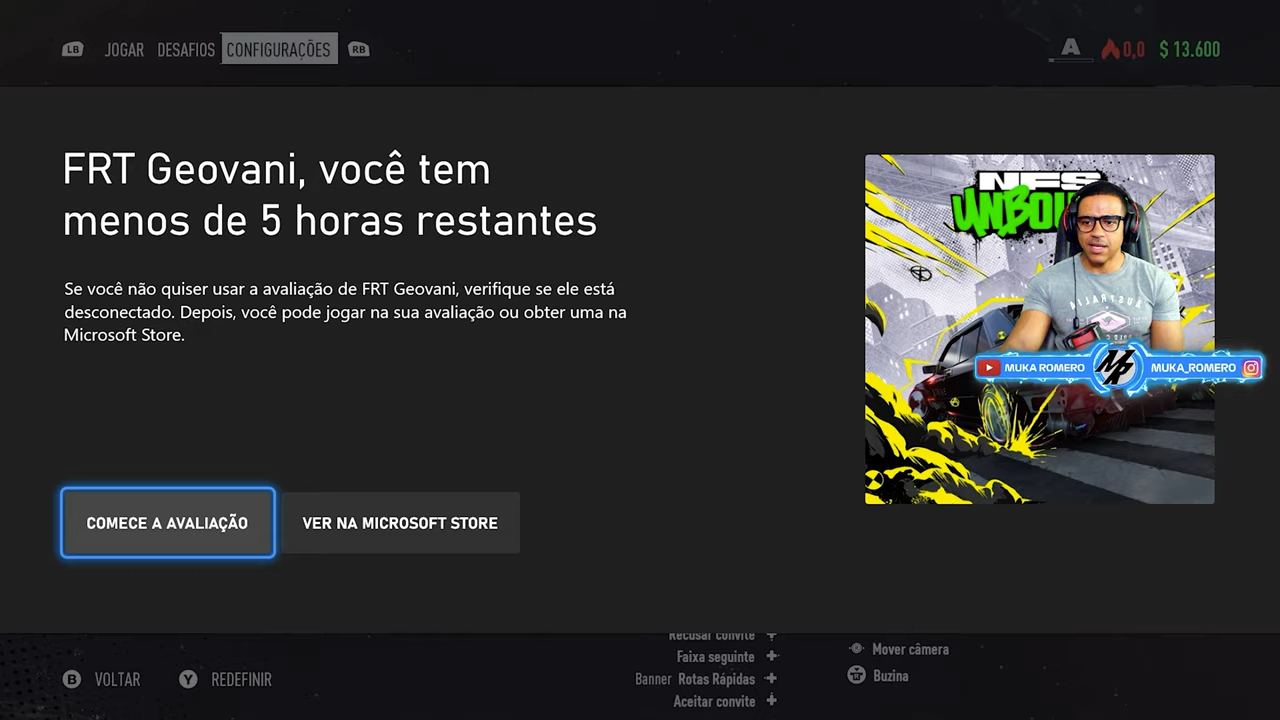 LB JOGAR DESAFIOS CONFIGURAÇÕES RB
A 0,0 $ 13.600
FRT Geovani, você tem
menos de 5 horas restantes
Se você não quiser usar a avaliação de FRT Geovani, verifique se ele está
desconectado. Depois, você pode jogar na sua avaliação ou obter uma na
Microsoft Store.
COMECE A AVALIAÇÃO
VER NA MICROSOFT STORE
NFS
UNBOU
AUSTRALIA
MUKA ROMERO
MR
MUKA_ROMERO
B VOLTAR
Y REDEFINIR
Recusar convite
Faixa seguinte
Banner Rotas Rápidas
Aceitar convite
Mover câmera
Buzina